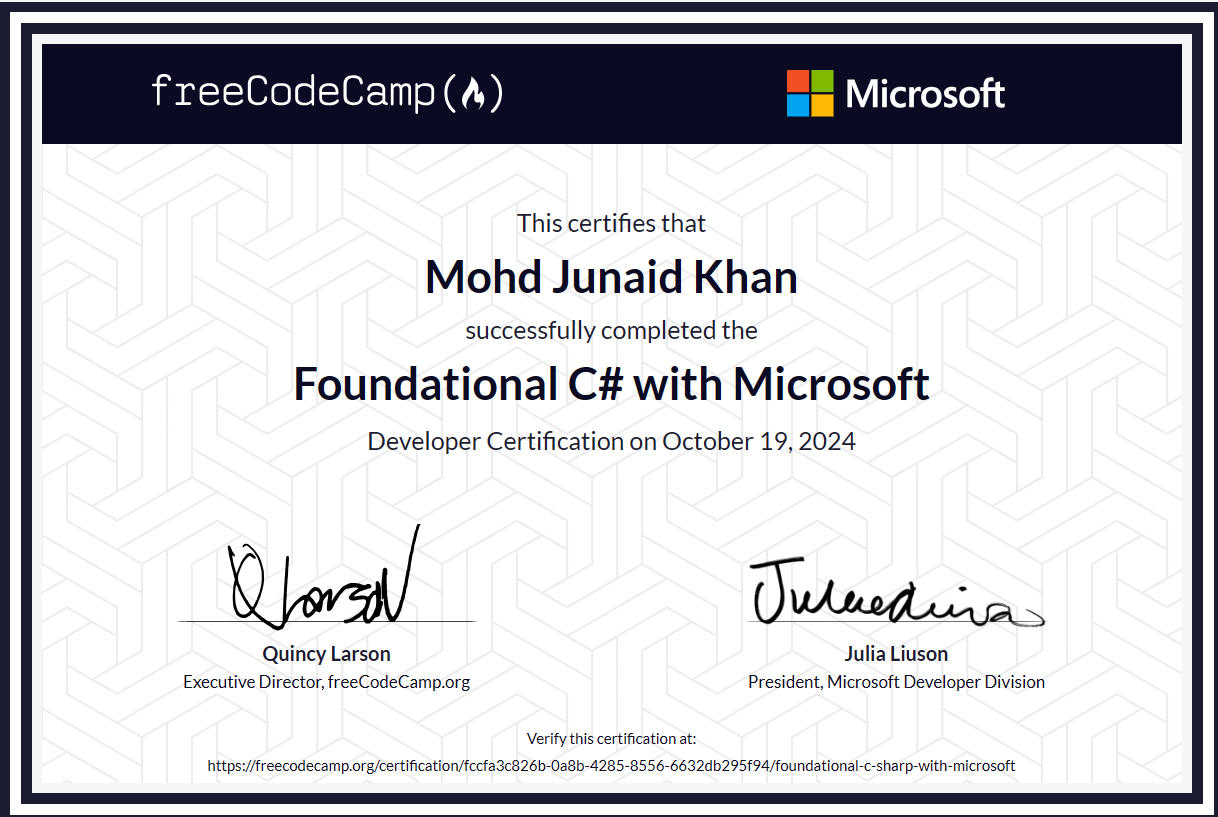 freeCodeCamp(🔥)
Microsoft
This certifies that
Mohd Junaid Khan
successfully completed the
Foundational C# with Microsoft
Developer Certification on October 19, 2024
Quincy Larson
Executive Director, freeCodeCamp.org
Julia Liuson
President, Microsoft Developer Division
Verify this certification at:
https://freecodecamp.org/certification/fccfa3c826b-0a8b-4285-8556-6632db295f94/foundational-c-sharp-with-microsoft